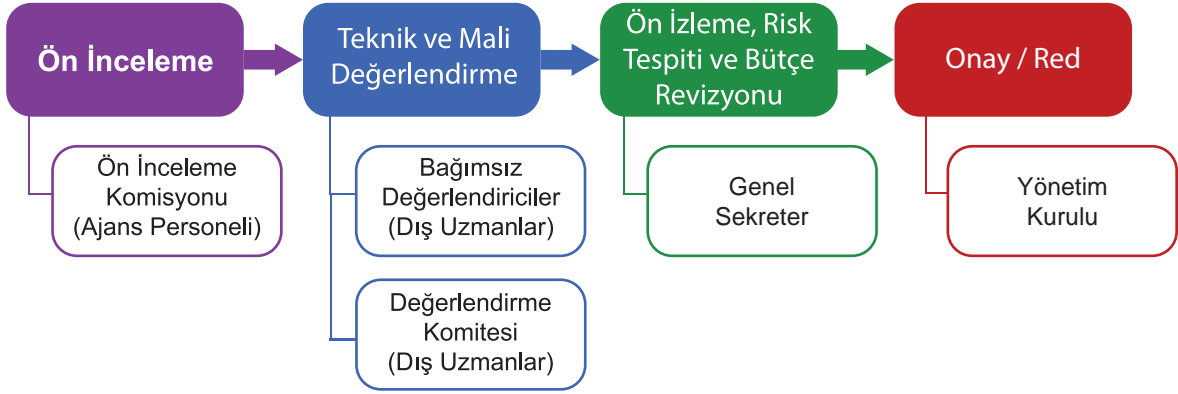 Ön İnceleme
Teknik ve Mali
Değerlendirme
Ön İzleme, Risk
Tespiti ve Bütçe
Revizyonu
Onay / Red
Ön İnceleme
Komisyonu
(Ajans Personeli)
Bağımsız
Değerlendiriciler
(Dış Uzmanlar)
Değerlendirme
Komitesi
(Dış Uzmanlar)
Genel
Sekreter
Yönetim
Kurulu